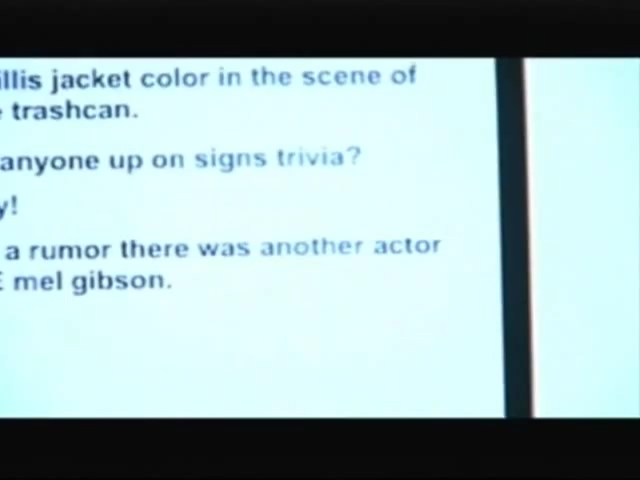 illis jacket color in the scene of
trashcan.
anyone up on signs trivia?
y!
a rumor there was another actor
mel gibson.